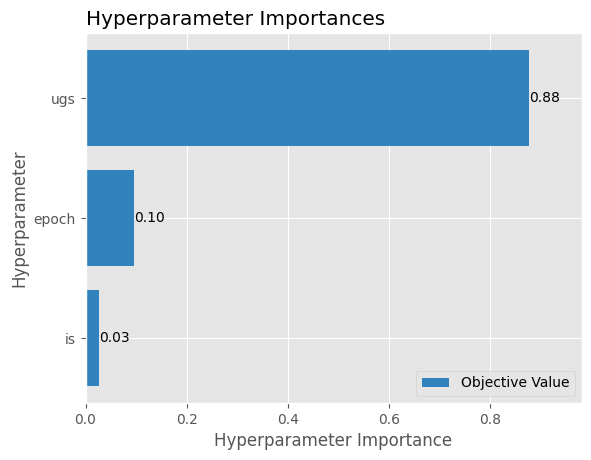 Hyperparameter Importances
Hyperparameter
ugs
0.88
epoch
0.10
is
0.03
Objective Value
0.0 0.2 0.4 0.6 0.8
Hyperparameter Importance